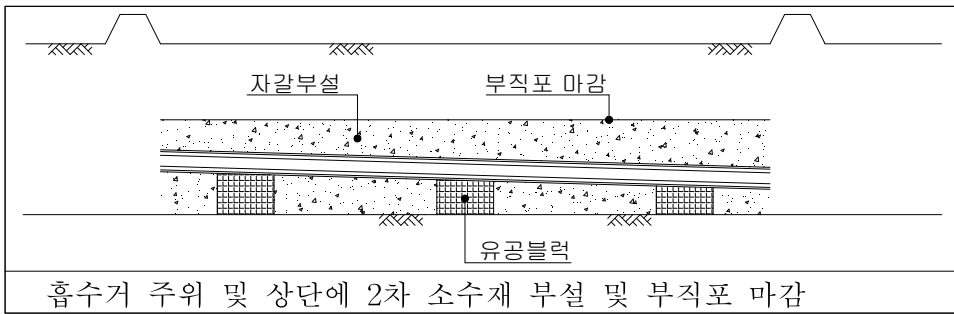 자갈부설
부직포 마감
유공블럭
흡수거 주위 및 상단에 2차 소수재 부설 및 부직포 마감